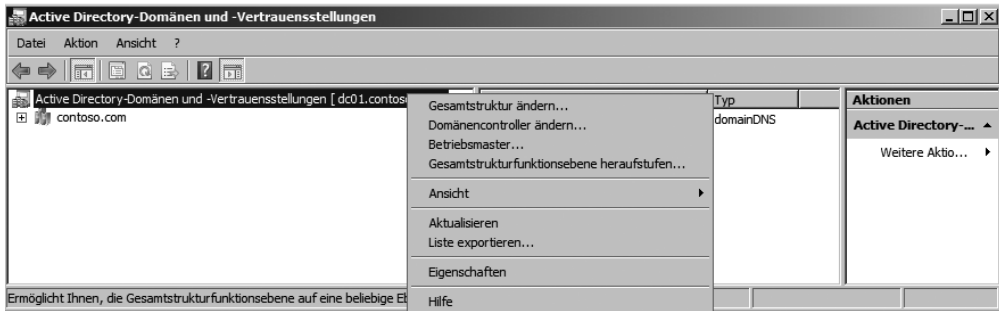 Active Directory-Domänen und -Vertrauensstellungen
Datei Aktion Ansicht ?
Active Directory-Domänen und -Vertrauensstellungen [ dc01.contoso
contoso.com
Gesamtstruktur ändern...
Domänencontroller ändern...
Betriebsmaster...
Gesamtstrukturfunktionsebene heraufstufen...
Ansicht
Aktualisieren
Liste exportieren...
Eigenschaften
Hilfe
Typ
domainDNS
Aktionen
Active Directory-...
Weitere Aktio...
Ermöglicht Ihnen, die Gesamtstrukturfunktionsebene auf eine beliebige